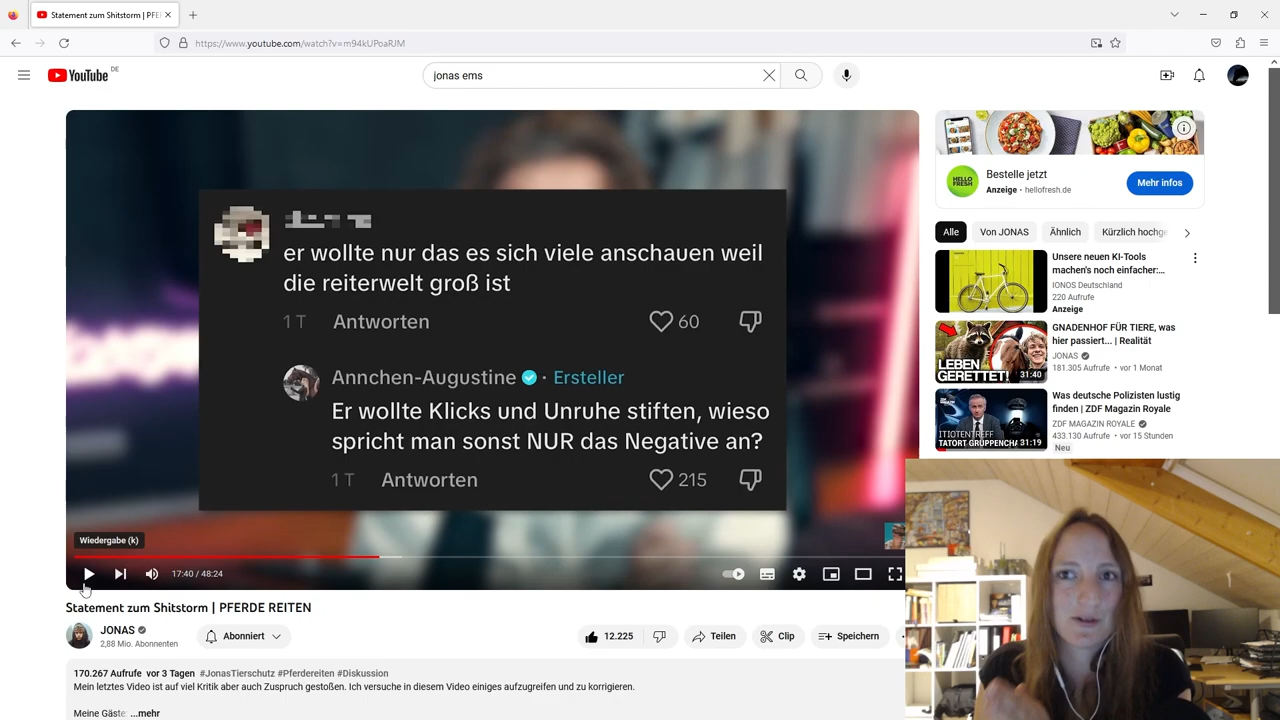 Statement zum Shitstorm | PFE
https://www.youtube.com/watch?v=m94kUPoaRJM
YouTube DE
jonas ems
er wollte nur das es sich viele anschauen weil
die reiterwelt groß ist
1 T Antworten 60
Annchen-Augustine · Ersteller
Er wollte Klicks und Unruhe stiften, wieso
spricht man sonst NUR das Negative an?
1 T Antworten 215
Wiedergabe (k)
17:40 / 48:24
Statement zum Shitstorm | PFERDE REITEN
JONAS
2,88 Mio. Abonnenten
Abonniert
12.225
Teilen
Clip
Speichern
170.267 Aufrufe vor 3 Tagen #JonasTierschutz #Pferdereiten #Diskussion
Mein letztes Video ist auf viel Kritik aber auch Zuspruch gestoßen. Ich versuche in diesem Video einiges aufzugreifen und zu korrigieren.
Meine Gäste: ...mehr
HELLO
FRESH
Bestelle jetzt
Anzeige · hellofresh.de
Mehr infos
Alle Von JONAS Ähnlich Kürzlich hochge
Unsere neuen KI-Tools
machen's noch einfacher:...
IONOS Deutschland
220 Aufrufe
Anzeige
LEBEN
GERETTET!
31:40
GNADENHOF FÜR TIERE, was
hier passiert... | Realität
JONAS
181.305 Aufrufe · vor 1 Monat
TATORT GRUPPENCHA
31:19
Was deutsche Polizisten lustig
finden | ZDF Magazin Royale
ZDF MAGAZIN ROYALE
433.130 Aufrufe · vor 15 Stunden
Neu